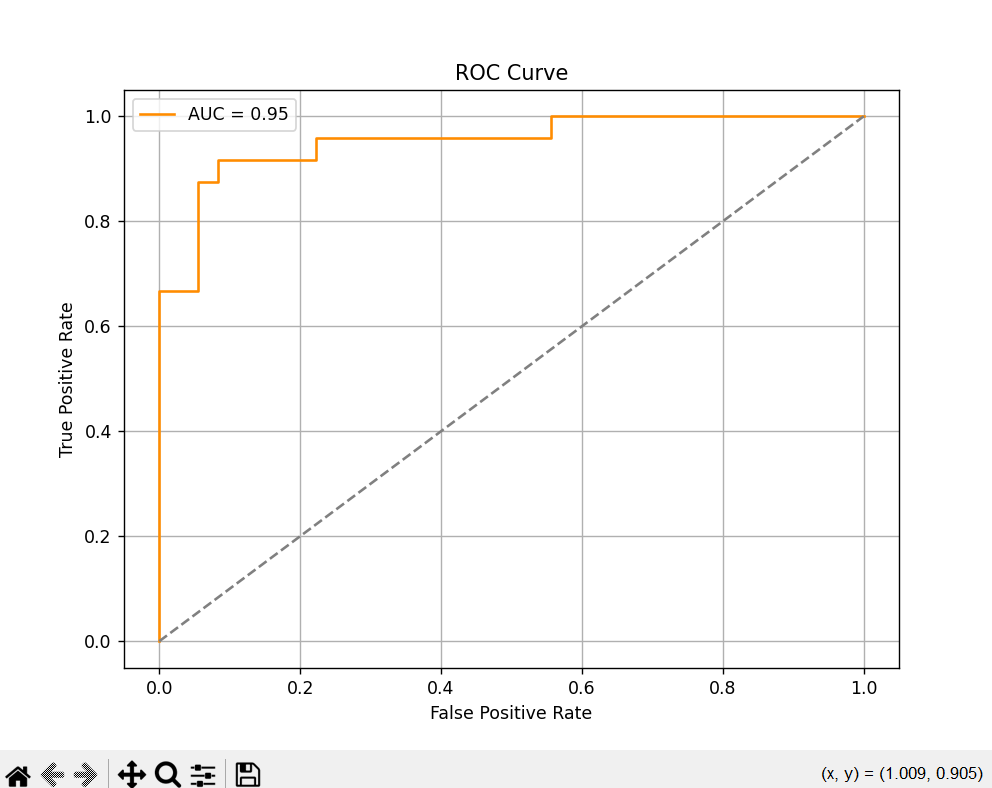 ROC Curve
AUC = 0.95
1.0
0.8
0.6
0.4
0.2
0.0
True Positive Rate
0.0 0.2 0.4 0.6 0.8 1.0
False Positive Rate
(x, y) = (1.009, 0.905)